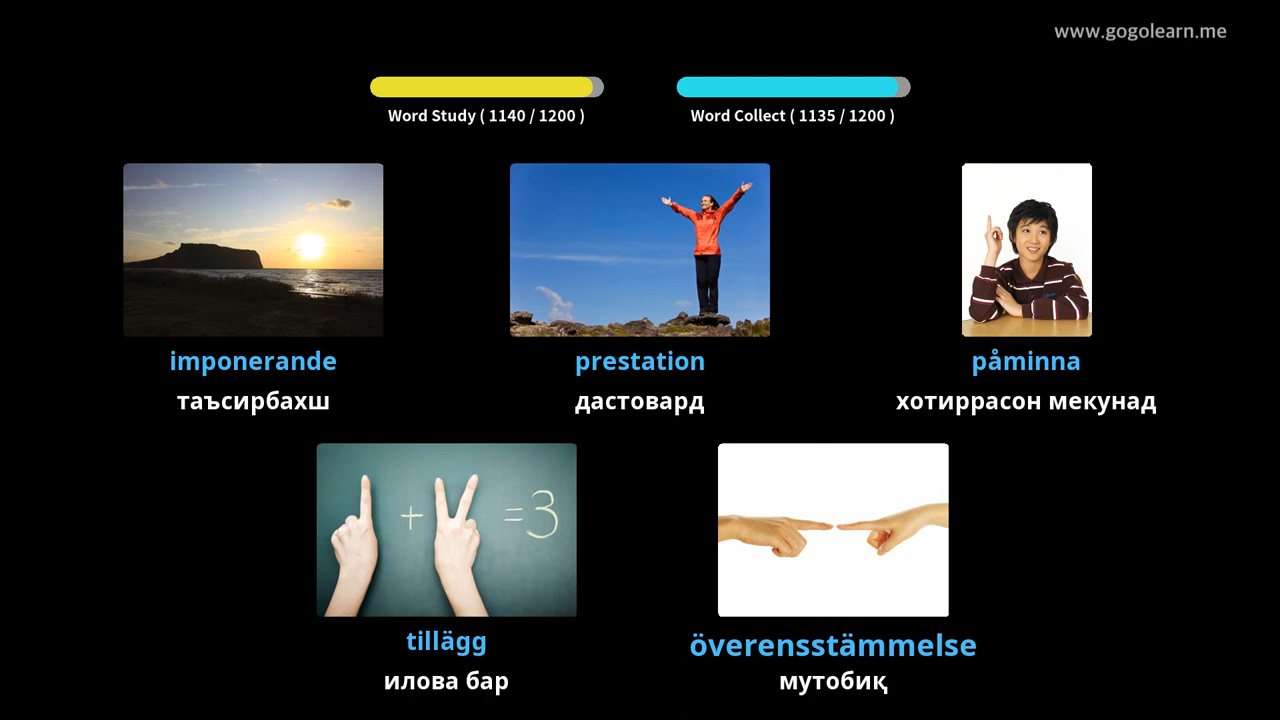 www.gogolearn.me
Word Study ( 1140 / 1200 )
Word Collect ( 1135 / 1200 )
imponerande
prestation
påminna
таъсирбахш
дастовард
хотиррасон мекунад
+ =3
tillägg
överensstämmelse
илова бар
мутобиқ